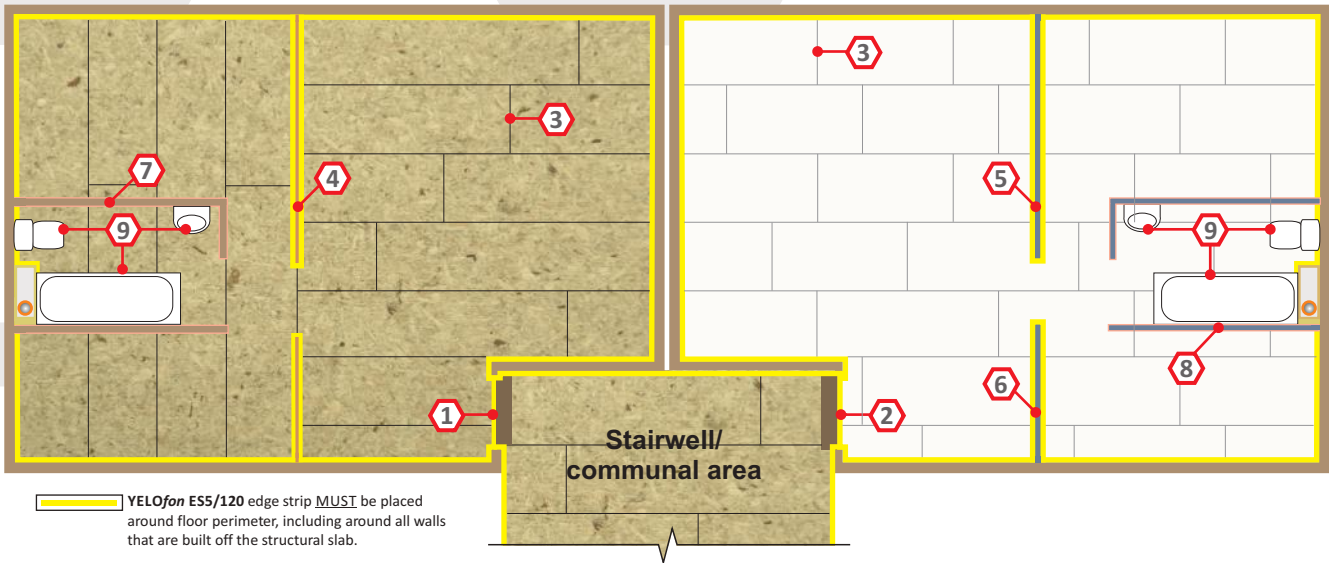 3
3
7
4
5
9
9
8
6
1
2
Stairwell/
communal area
YELOfon ES5/120 edge strip MUST be placed
around floor perimeter, including around all walls
that are built off the structural slab.